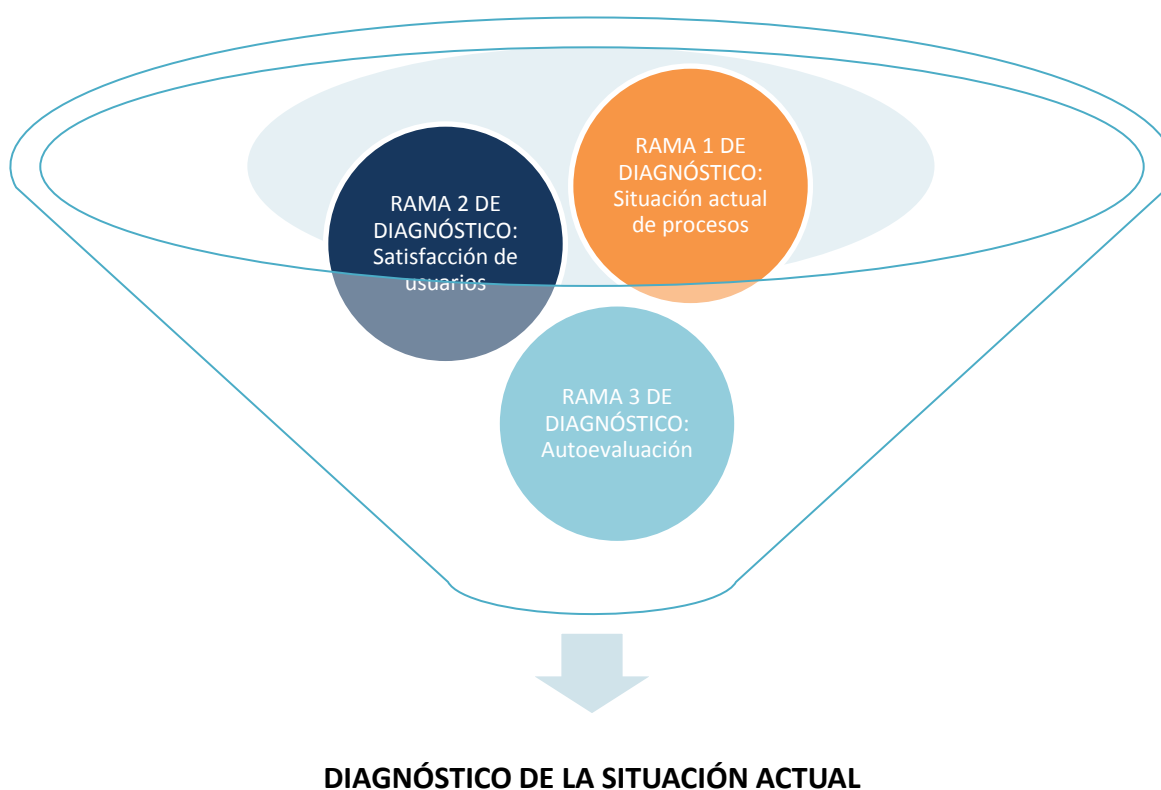 RAMA 1 DE
DIAGNÓSTICO:
Situación actual
de procesos
RAMA 2 DE
DIAGNÓSTICO:
Satisfacción de
usuarios
RAMA 3 DE
DIAGNÓSTICO:
Autoevaluación
DIAGNÓSTICO DE LA SITUACIÓN ACTUAL